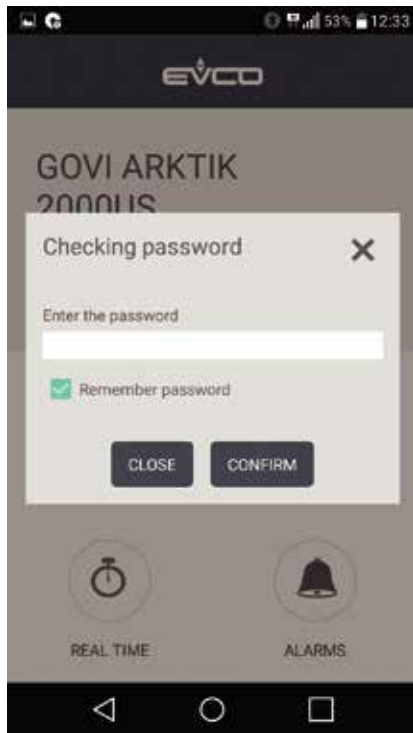 53% 12:33
EVCO
GOVI ARKTIK
2000US
Checking password
Enter the password
Remember password
CLOSE CONFIRM
REAL TIME ALARMS